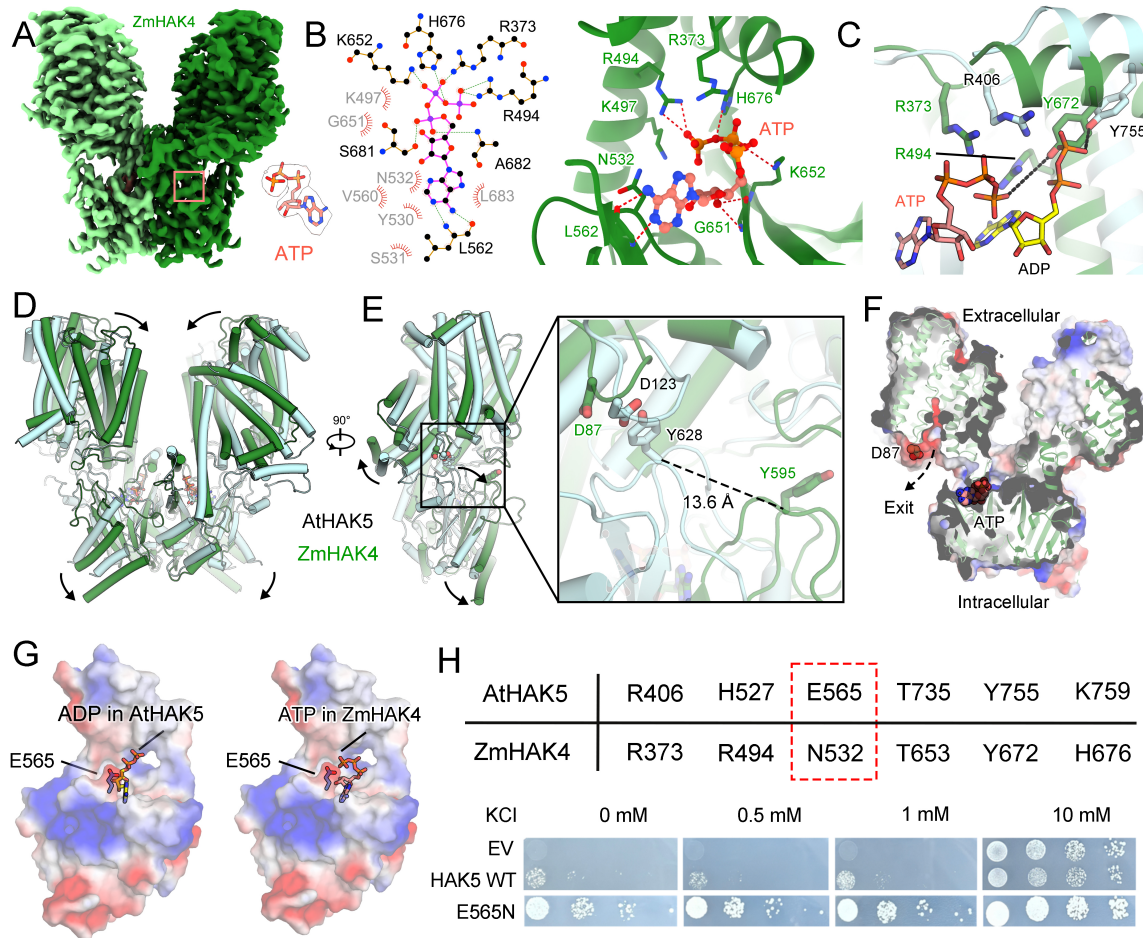 A
ZmHAK4
ATP
B
H676
R373
K652
K497
G651
R494
S681
A682
N532
V560
L683
Y530
L562
S531
R373
R494
H676
K497
ATP
N532
K652
L562
G651
C
R406
R373
Y672
Y755
R494
ATP
ADP
D
90°
AtHAK5
ZmHAK4
E
D123
D87
Y628
Y595
13.6 Å
F
Extracellular
D87
Exit
ATP
Intracellular
G
ADP in AtHAK5
E565
ATP in ZmHAK4
E565
H
AtHAK5 R406 H527 E565 T735 Y755 K759
ZmHAK4 R373 R494 N532 T653 Y672 H676
KCl 0 mM 0.5 mM 1 mM 10 mM
EV
HAK5 WT
E565N